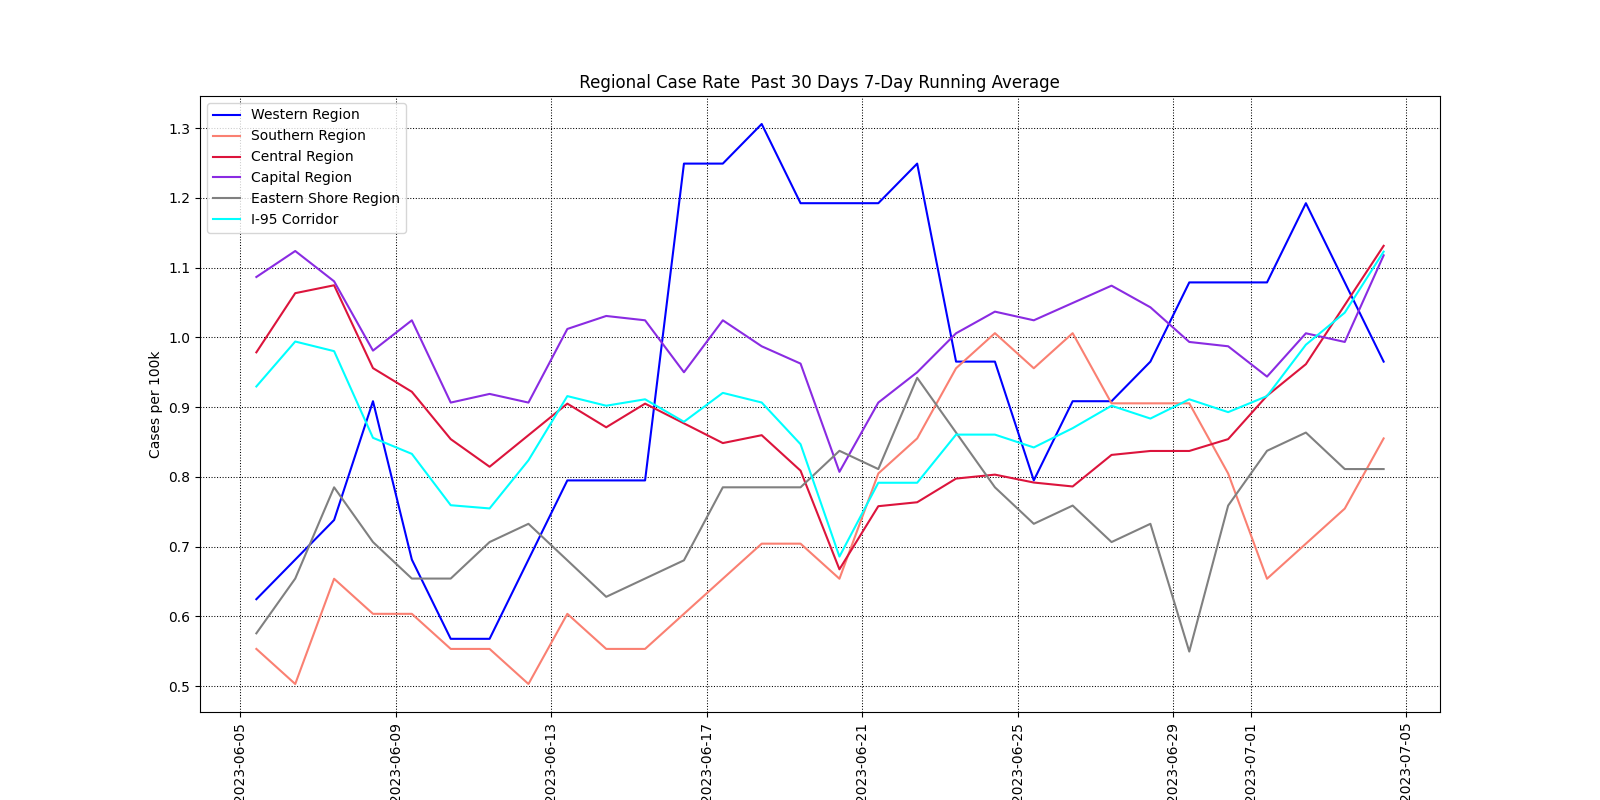 Regional Case Rate  Past 30 Days 7-Day Running Average
Western Region
Southern Region
Central Region
Capital Region
Eastern Shore Region
I-95 Corridor
Cases per 100k
1.3
1.2
1.1
1.0
0.9
0.8
0.7
0.6
0.5
2023-06-05
2023-06-09
2023-06-13
2023-06-17
2023-06-21
2023-06-25
2023-06-29
2023-07-01
2023-07-05